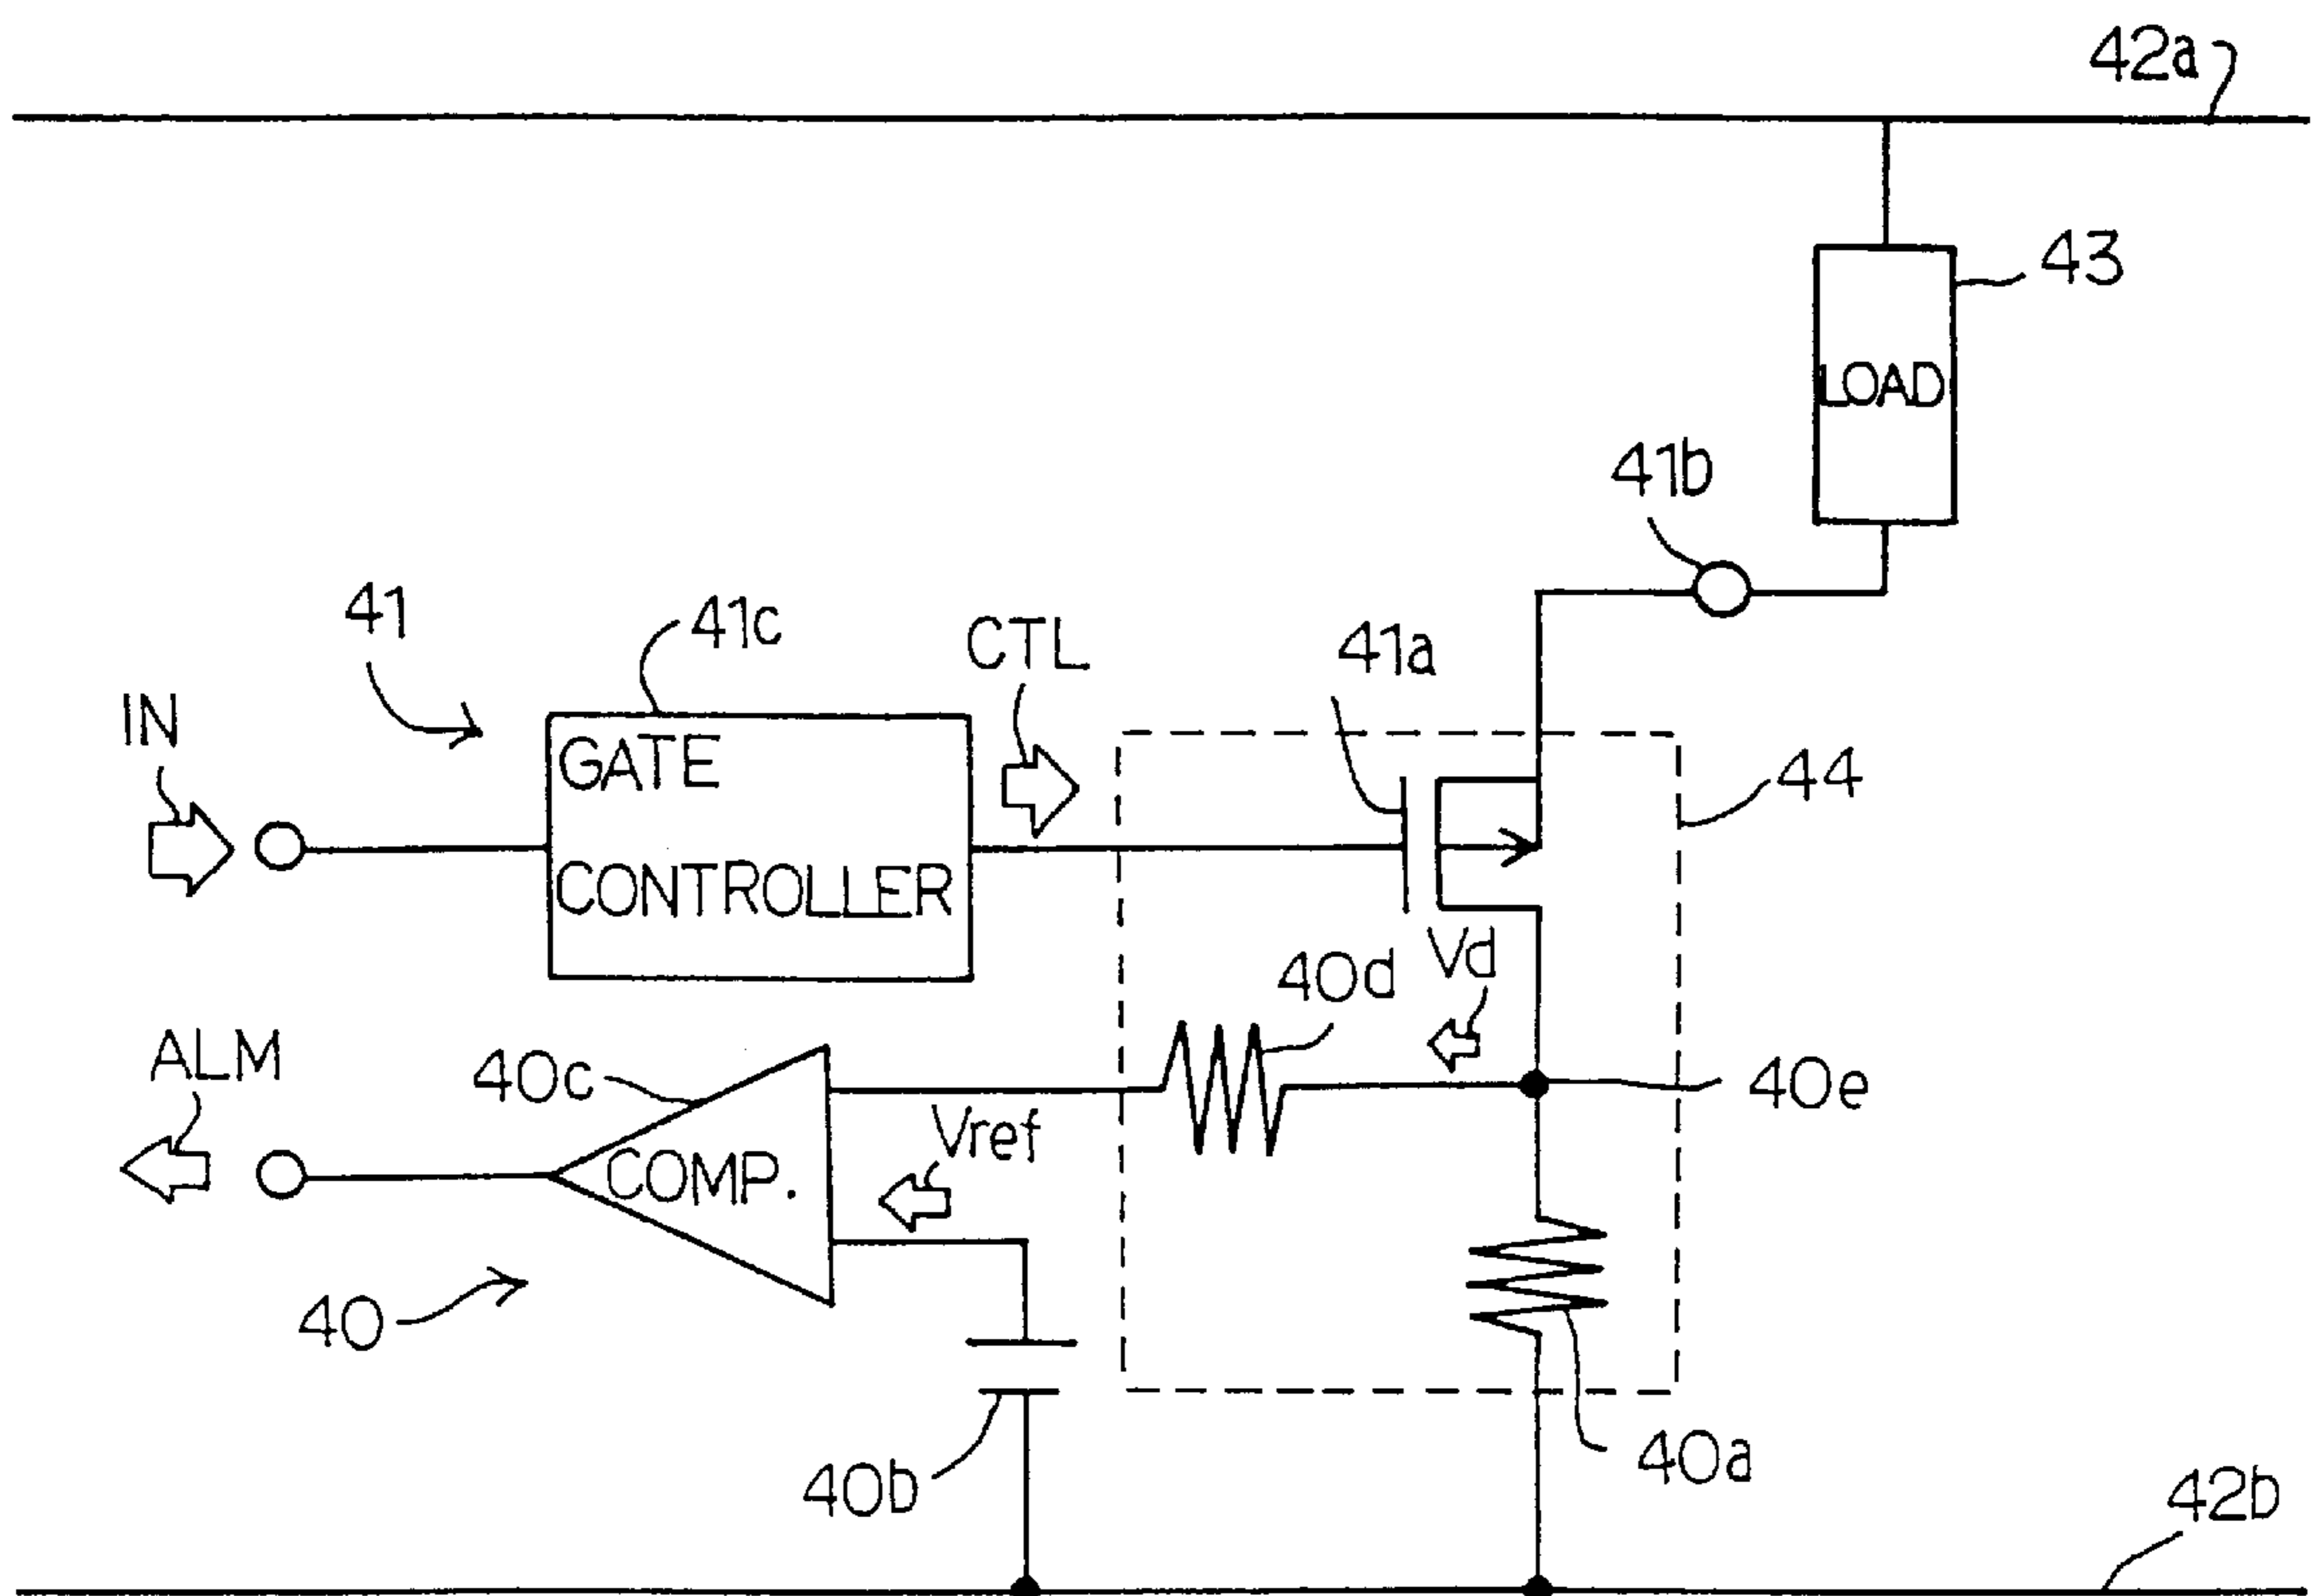 42a
43
LOAD
41b
41
41c
CTL
41a
IN
GATE
CONTROLLER
44
Vd
40d
ALM
40c
40e
Vref
COMP.
40
40a
40b
42b